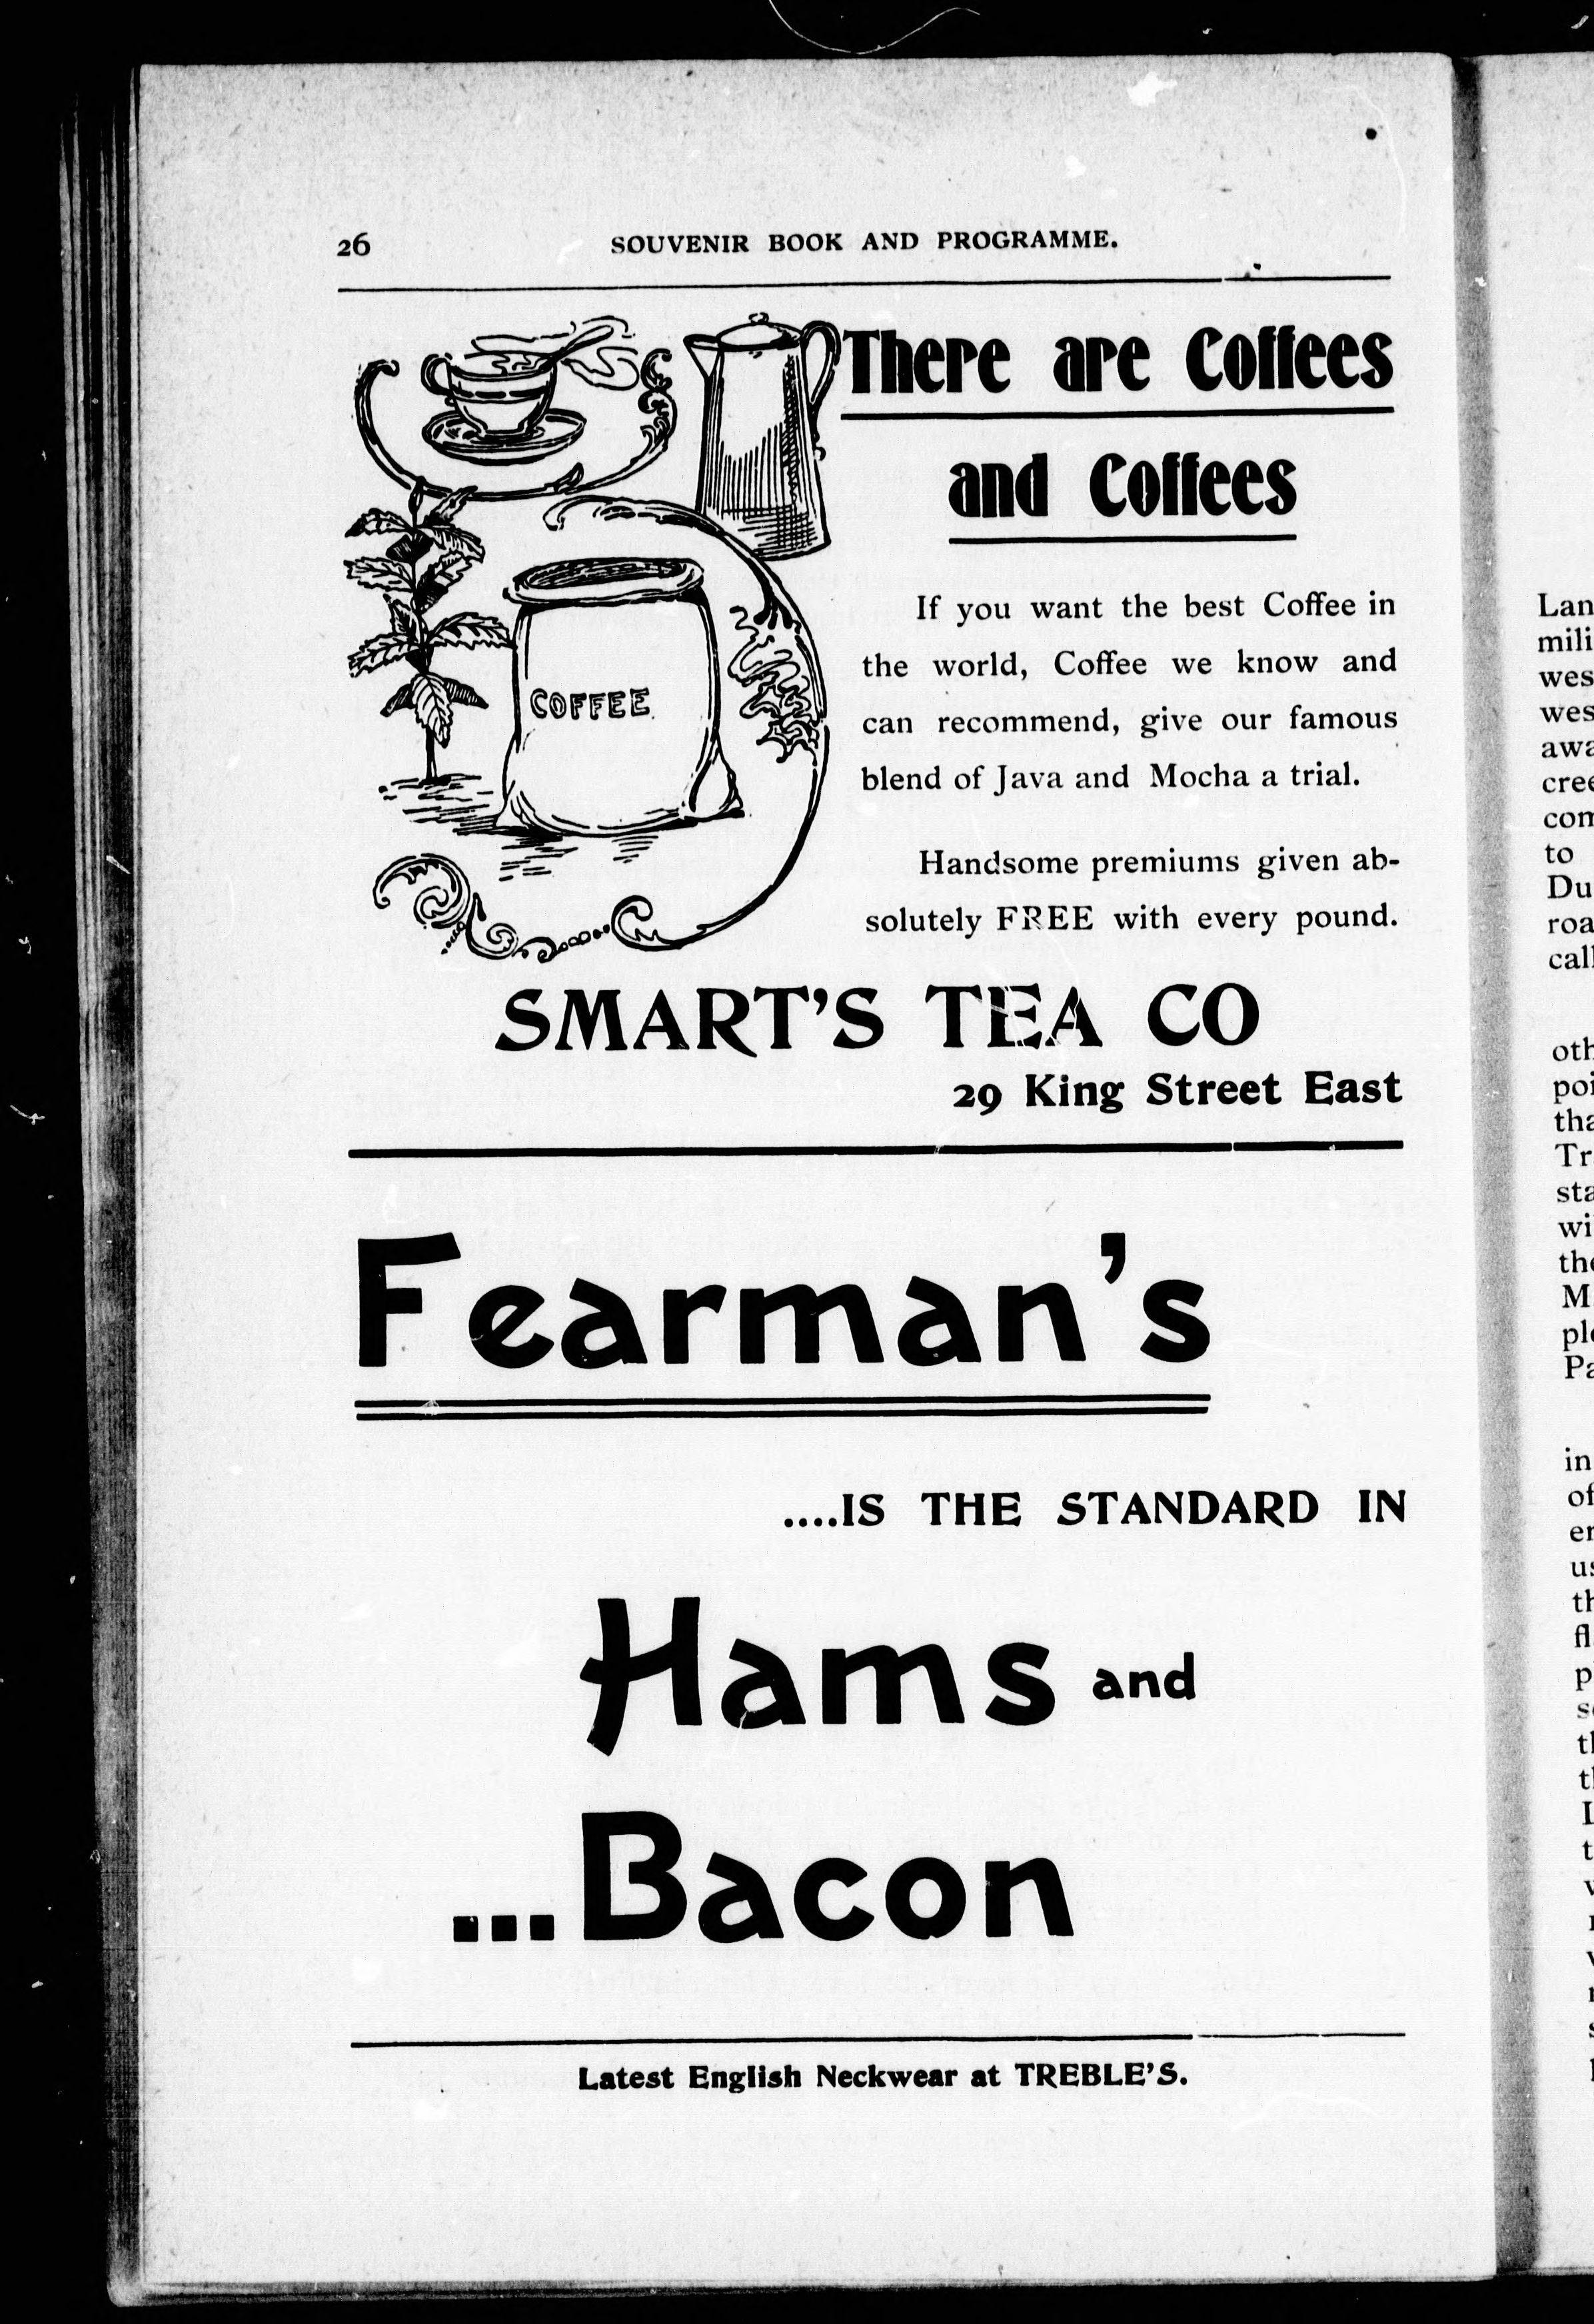 26 SOUVENIR BOOK AND PROGRAMME.
There are Coffees
and Coffees
COFFEE
If you want the best Coffee in
the world, Coffee we know and
can recommend, give our famous
blend of Java and Mocha a trial.
Handsome premiums given ab-
solutely FREE with every pound.
SMART'S TEA CO
29 King Street East
Fearman's
....IS THE STANDARD IN
Hams and
...Bacon
Latest English Neckwear at TREBLE'S.